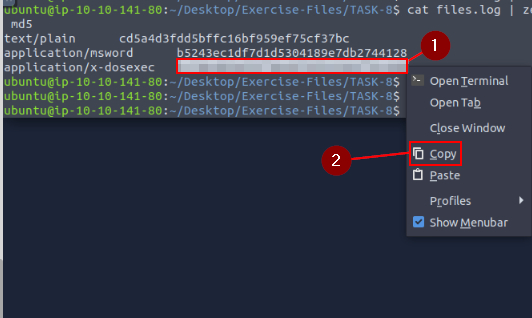 ubuntu@ip-10-10-141-80:~/Desktop/Exercise-Files/TASK-8$ cat files.log | z
md5
text/plain cd5a4d3fdd5bffc16bf959ef75cf37bc
application/msword b5243ec1df7d1d5304189e7db2744128
application/x-dosexec
ubuntu@ip-10-10-141-80:~/Desktop/Exercise-Files/TASK-8$
ubuntu@ip-10-10-141-80:~/Desktop/Exercise-Files/TASK-8$
ubuntu@ip-10-10-141-80:~/Desktop/Exercise-Files/TASK-8$
1
Open Terminal
Open Tab
Close Window
2
Copy
Paste
Profiles
Show Menubar